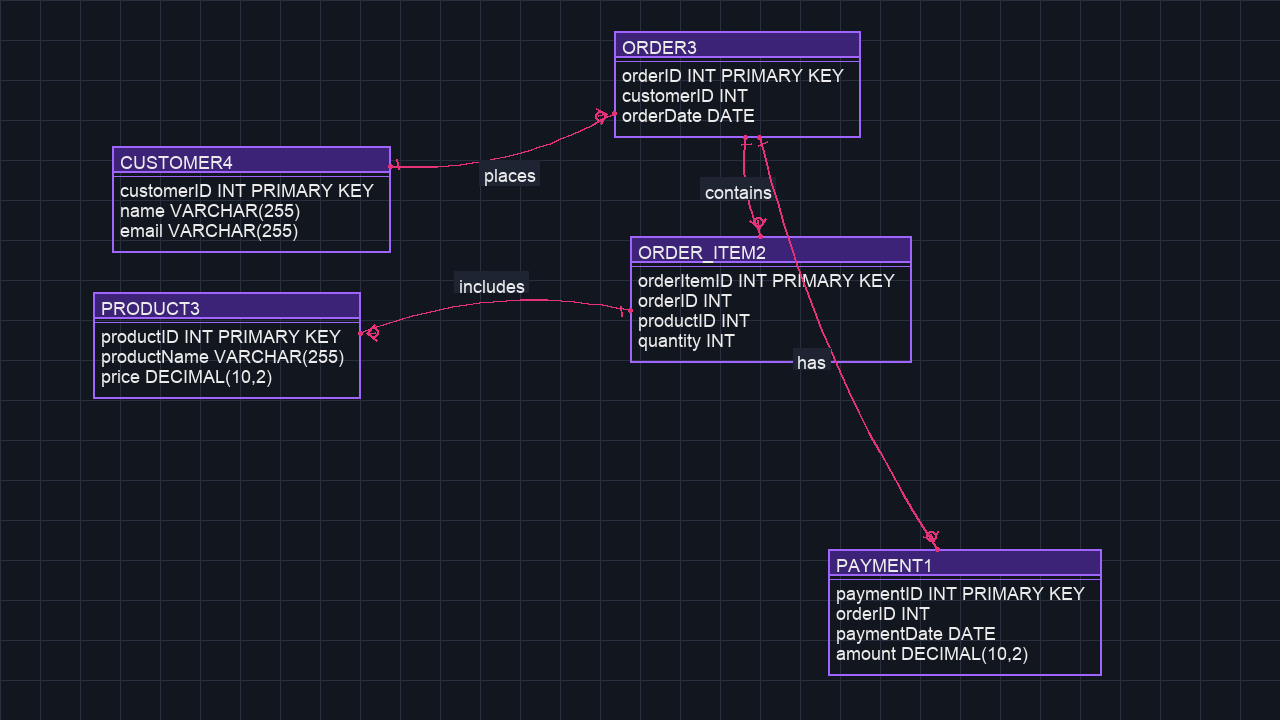 ORDER3
orderID INT PRIMARY KEY
customerID INT
orderDate DATE
CUSTOMER4
customerID INT PRIMARY KEY
name VARCHAR(255)
email VARCHAR(255)
places
contains
ORDER_ITEM2
orderItemID INT PRIMARY KEY
orderID INT
productID INT
quantity INT
includes
PRODUCT3
productID INT PRIMARY KEY
productName VARCHAR(255)
price DECIMAL(10,2)
has
PAYMENT1
paymentID INT PRIMARY KEY
orderID INT
paymentDate DATE
amount DECIMAL(10,2)